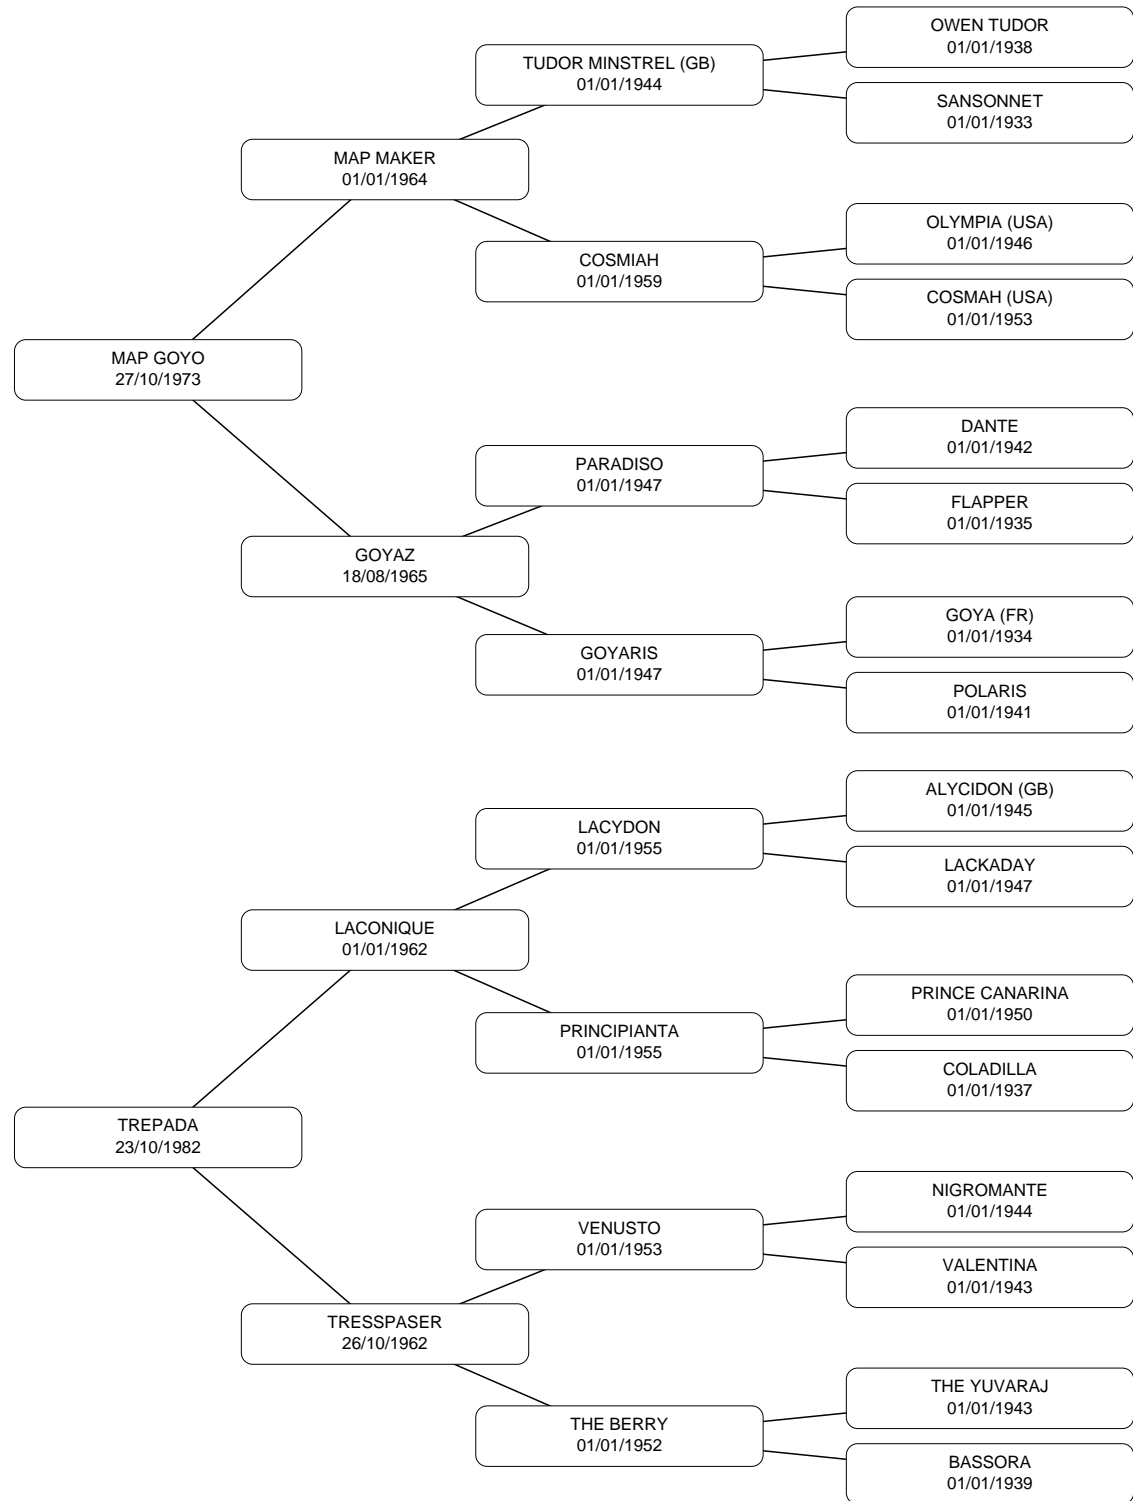 OWEN TUDOR
01/01/1938
TUDOR MINSTREL (GB)
01/01/1944
SANSONNET
01/01/1933
MAP MAKER
01/01/1964
OLYMPIA (USA)
01/01/1946
COSMIAH
01/01/1959
COSMAH (USA)
01/01/1953
MAP GOYO
27/10/1973
DANTE
01/01/1942
PARADISO
01/01/1947
FLAPPER
01/01/1935
GOYAZ
18/08/1965
GOYA (FR)
01/01/1934
GOYARIS
01/01/1947
POLARIS
01/01/1941
ALYCIDON (GB)
01/01/1945
LACYDON
01/01/1955
LACKADAY
01/01/1947
LACONIQUE
01/01/1962
PRINCE CANARINA
01/01/1950
PRINCIPIANTA
01/01/1955
COLADILLA
01/01/1937
TREPADA
23/10/1982
NIGROMANTE
01/01/1944
VENUSTO
01/01/1953
VALENTINA
01/01/1943
TRESSPASER
26/10/1962
THE YUVARAJ
01/01/1943
THE BERRY
01/01/1952
BASSORA
01/01/1939